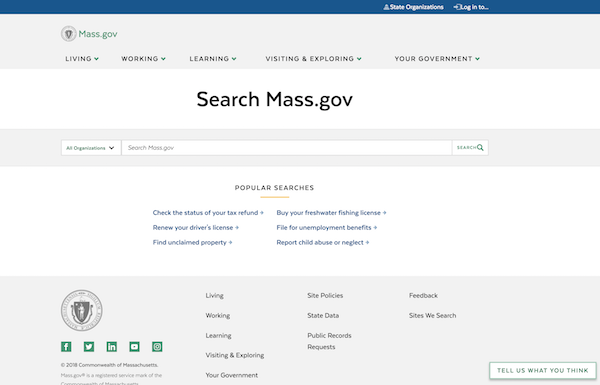 State Organizations Log in to...
Mass.gov
LIVING WORKING LEARNING VISITING & EXPLORING YOUR GOVERNMENT
Search Mass.gov
All Organizations Search Mass.gov SEARCH
POPULAR SEARCHES
Check the status of your tax refund Buy your freshwater fishing license
Renew your driver's license File for unemployment benefits
Find unclaimed property Report child abuse or neglect
Living Site Policies Feedback
Working State Data Sites We Search
Learning Public Records
Requests
Visiting & Exploring
© 2018 Commonwealth of Massachusetts.
Mass.gov® is a registered service mark of the
Your Government
TELL US WHAT YOU THINK